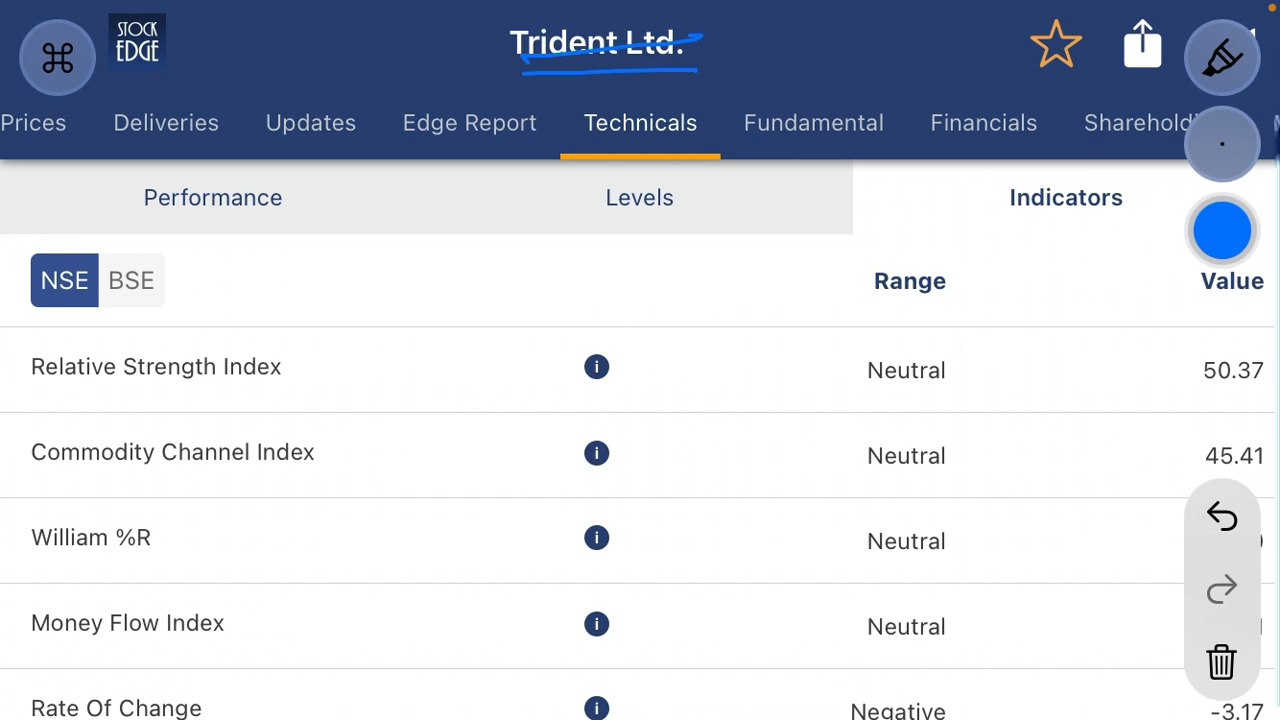 STOCK
EDGE
Trident Ltd.
Prices Deliveries Updates Edge Report Technicals Fundamental Financials
Performance Levels Indicators
NSE BSE Range Value
Relative Strength Index i Neutral 50.37
Commodity Channel Index i Neutral 45.41
William %R i Neutral
Money Flow Index i Neutral
Rate Of Change i Negative -3.17